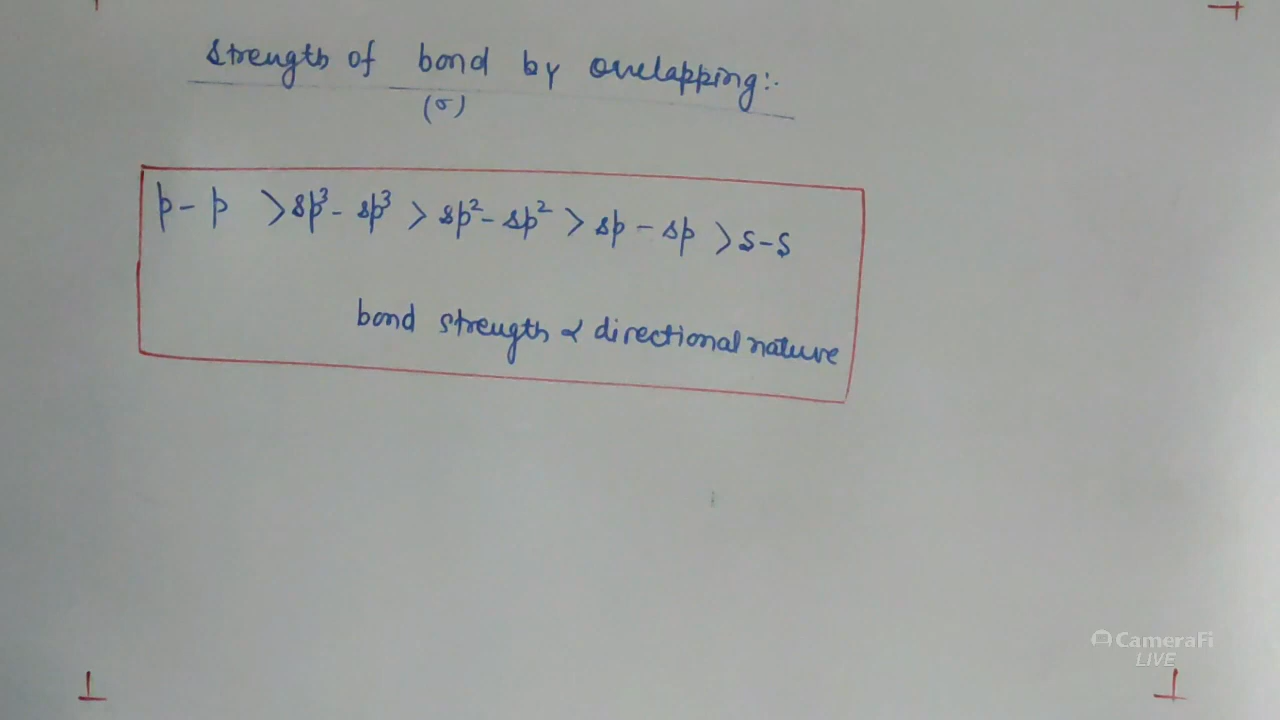 Strength of bond by overlapping:-
(σ)
p - p > sp³ - sp³ > sp² - sp² > sp - sp > s-s
bond strength ∝ directional nature
CameraFi
LIVE